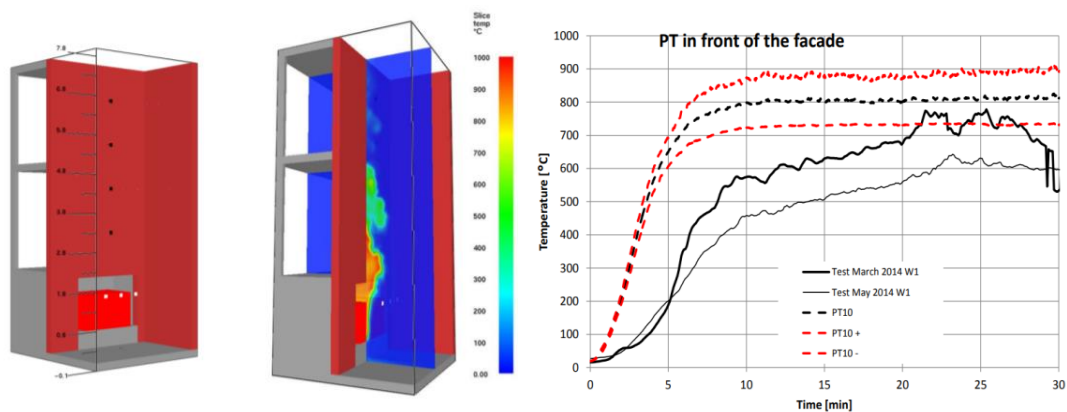 7.8
6.8
5.8
4.8
3.8
2.8
1.8
0.8
-0.1
Slice
temp
°C
1000
900
800
700
600
500
400
300
200
100
0.00
PT in front of the facade
Temperature [°C]
1000
900
800
700
600
500
400
300
200
100
0
Test March 2014 W1
Test May 2014 W1
PT10
PT10 +
PT10 -
0 5 10 15 20 25 30
Time [min]